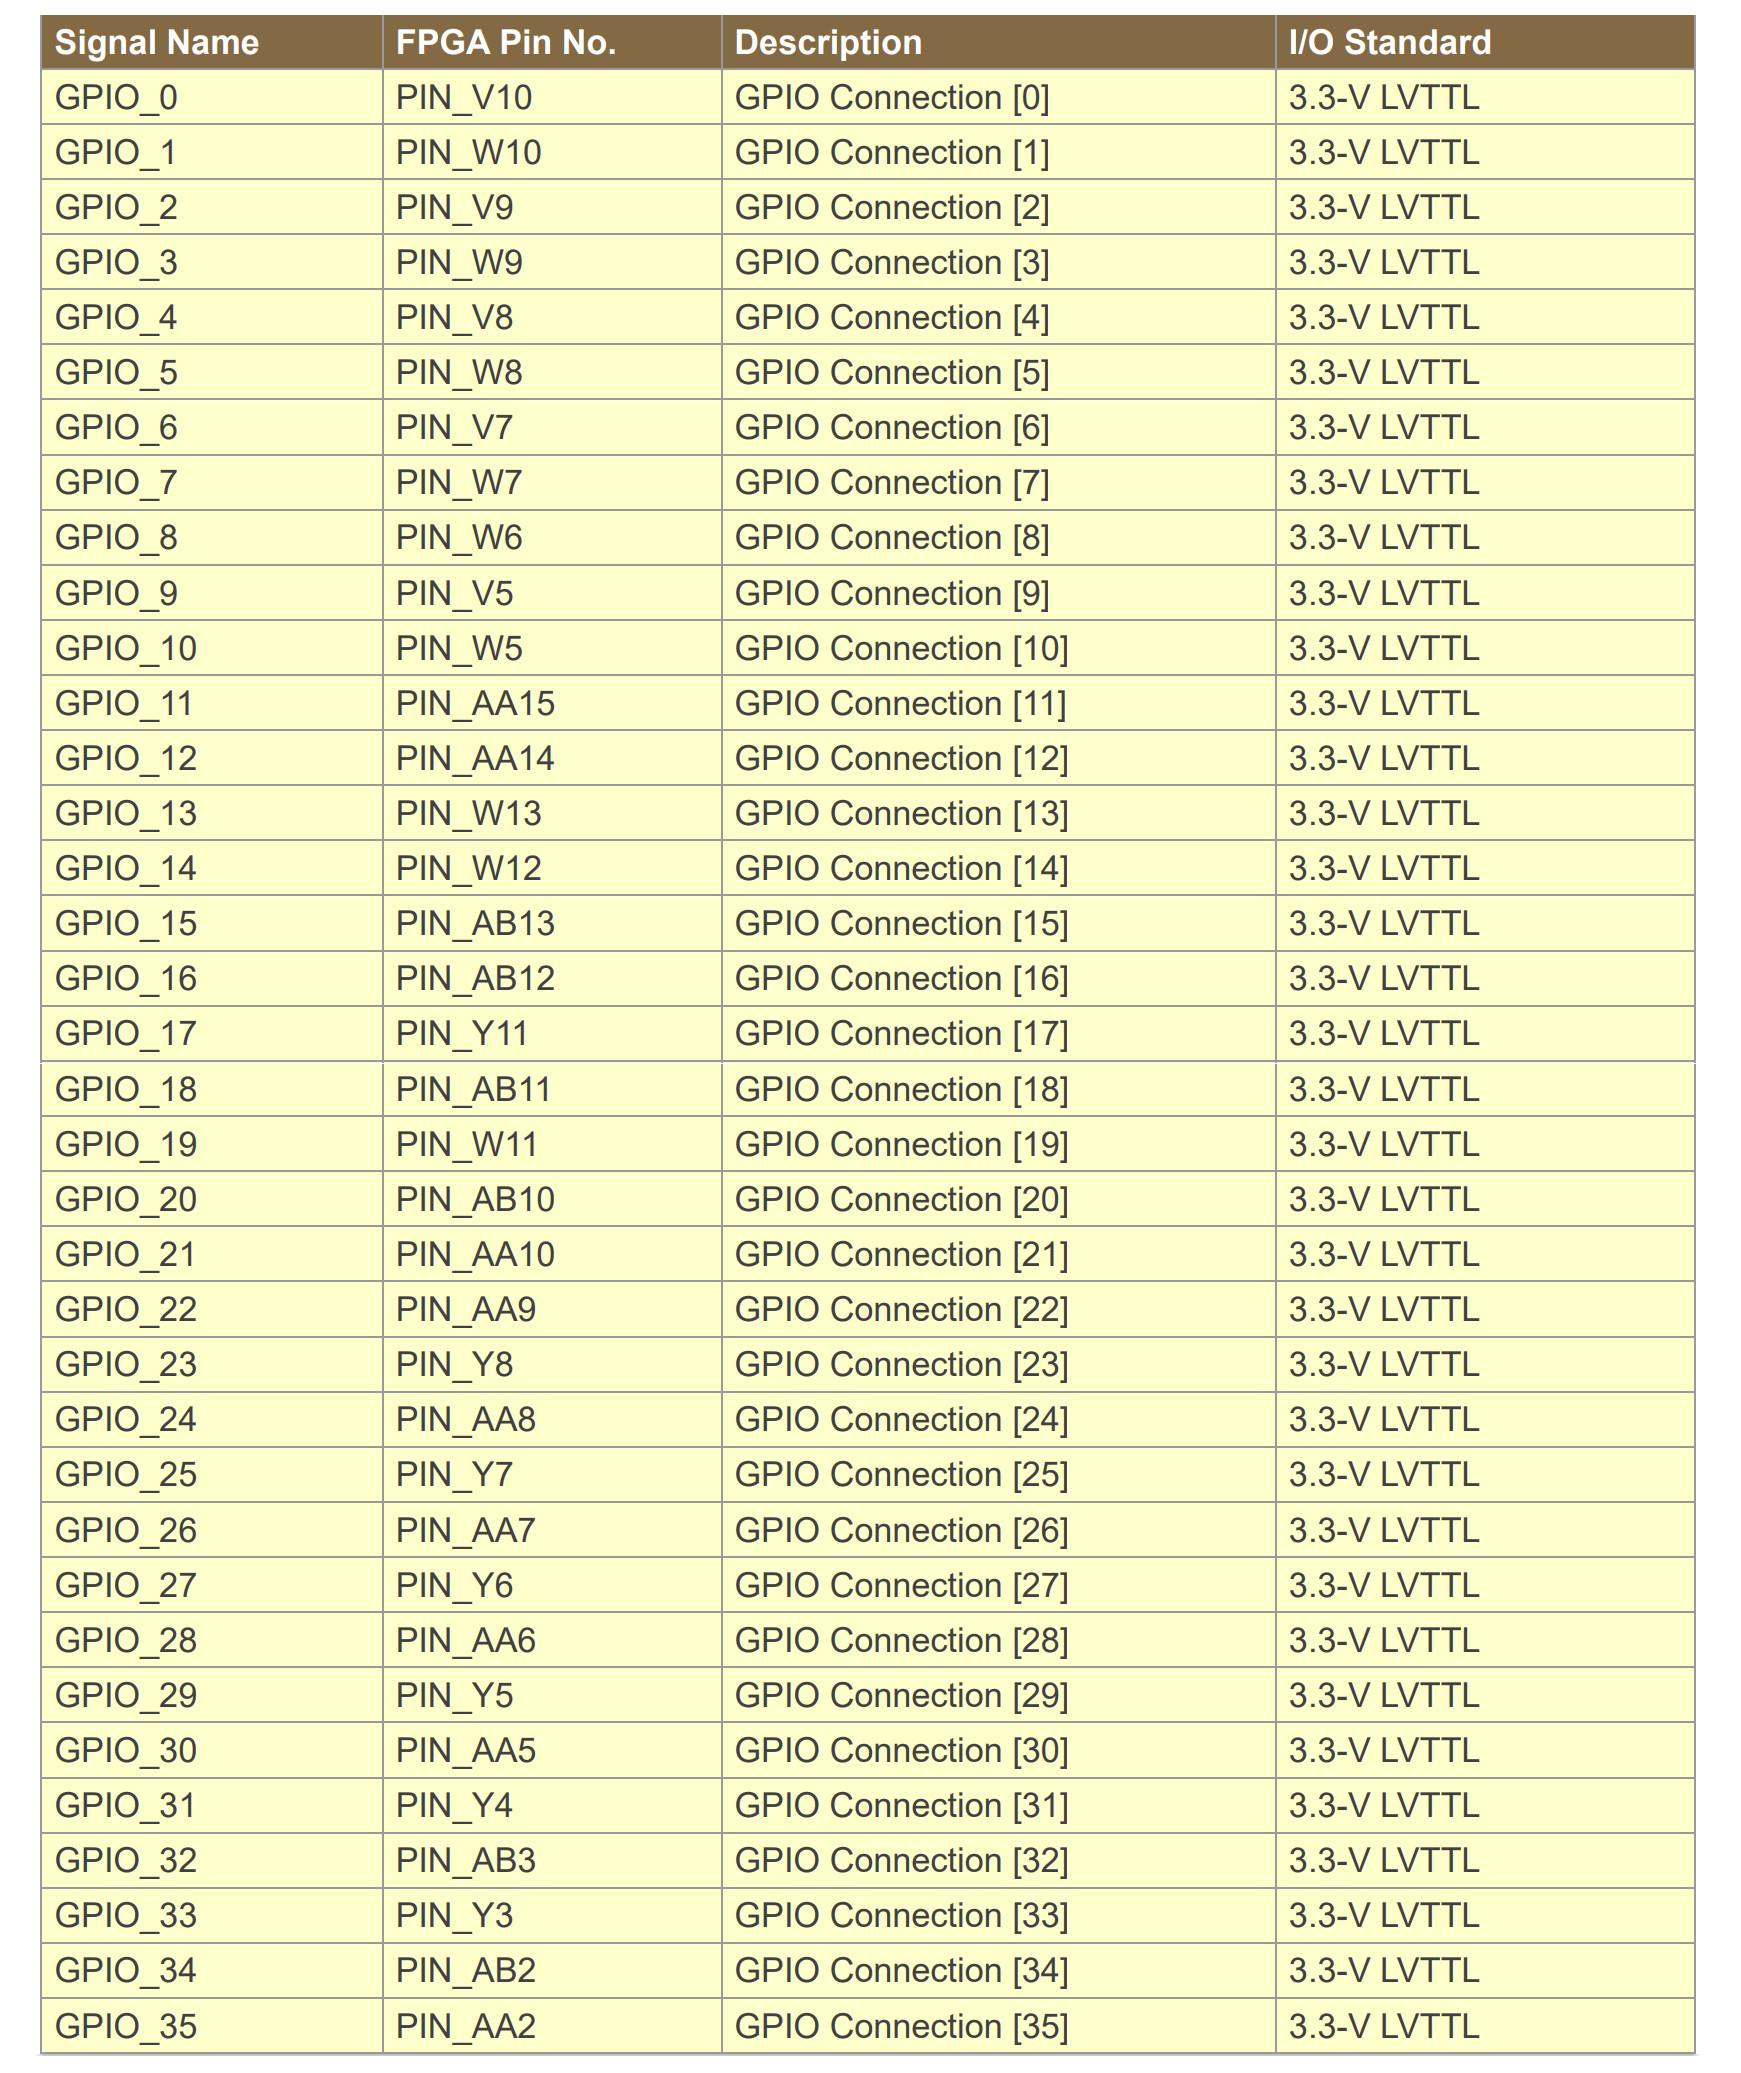 Signal Name FPGA Pin No. Description I/O Standard
GPIO_0 PIN_V10 GPIO Connection [0] 3.3-V LVTTL
GPIO_1 PIN_W10 GPIO Connection [1] 3.3-V LVTTL
GPIO_2 PIN_V9 GPIO Connection [2] 3.3-V LVTTL
GPIO_3 PIN_W9 GPIO Connection [3] 3.3-V LVTTL
GPIO_4 PIN_V8 GPIO Connection [4] 3.3-V LVTTL
GPIO_5 PIN_W8 GPIO Connection [5] 3.3-V LVTTL
GPIO_6 PIN_V7 GPIO Connection [6] 3.3-V LVTTL
GPIO_7 PIN_W7 GPIO Connection [7] 3.3-V LVTTL
GPIO_8 PIN_W6 GPIO Connection [8] 3.3-V LVTTL
GPIO_9 PIN_V5 GPIO Connection [9] 3.3-V LVTTL
GPIO_10 PIN_W5 GPIO Connection [10] 3.3-V LVTTL
GPIO_11 PIN_AA15 GPIO Connection [11] 3.3-V LVTTL
GPIO_12 PIN_AA14 GPIO Connection [12] 3.3-V LVTTL
GPIO_13 PIN_W13 GPIO Connection [13] 3.3-V LVTTL
GPIO_14 PIN_W12 GPIO Connection [14] 3.3-V LVTTL
GPIO_15 PIN_AB13 GPIO Connection [15] 3.3-V LVTTL
GPIO_16 PIN_AB12 GPIO Connection [16] 3.3-V LVTTL
GPIO_17 PIN_Y11 GPIO Connection [17] 3.3-V LVTTL
GPIO_18 PIN_AB11 GPIO Connection [18] 3.3-V LVTTL
GPIO_19 PIN_W11 GPIO Connection [19] 3.3-V LVTTL
GPIO_20 PIN_AB10 GPIO Connection [20] 3.3-V LVTTL
GPIO_21 PIN_AA10 GPIO Connection [21] 3.3-V LVTTL
GPIO_22 PIN_AA9 GPIO Connection [22] 3.3-V LVTTL
GPIO_23 PIN_Y8 GPIO Connection [23] 3.3-V LVTTL
GPIO_24 PIN_AA8 GPIO Connection [24] 3.3-V LVTTL
GPIO_25 PIN_Y7 GPIO Connection [25] 3.3-V LVTTL
GPIO_26 PIN_AA7 GPIO Connection [26] 3.3-V LVTTL
GPIO_27 PIN_Y6 GPIO Connection [27] 3.3-V LVTTL
GPIO_28 PIN_AA6 GPIO Connection [28] 3.3-V LVTTL
GPIO_29 PIN_Y5 GPIO Connection [29] 3.3-V LVTTL
GPIO_30 PIN_AA5 GPIO Connection [30] 3.3-V LVTTL
GPIO_31 PIN_Y4 GPIO Connection [31] 3.3-V LVTTL
GPIO_32 PIN_AB3 GPIO Connection [32] 3.3-V LVTTL
GPIO_33 PIN_Y3 GPIO Connection [33] 3.3-V LVTTL
GPIO_34 PIN_AB2 GPIO Connection [34] 3.3-V LVTTL
GPIO_35 PIN_AA2 GPIO Connection [35] 3.3-V LVTTL